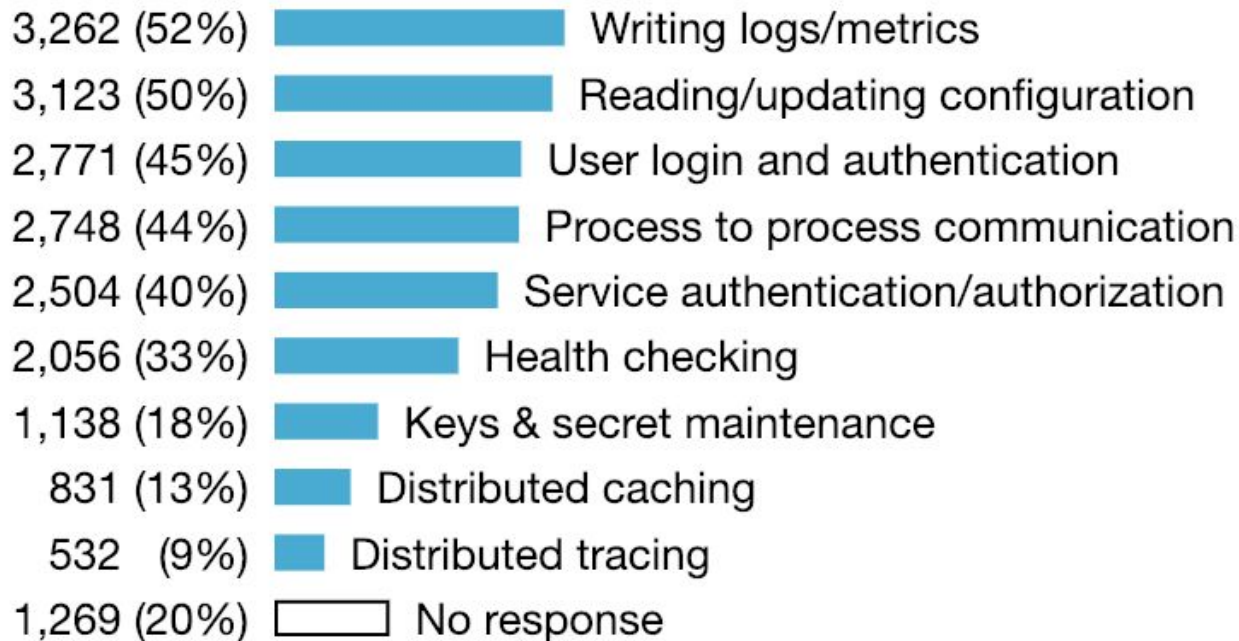 3,262 (52%) Writing logs/metrics
3,123 (50%) Reading/updating configuration
2,771 (45%) User login and authentication
2,748 (44%) Process to process communication
2,504 (40%) Service authentication/authorization
2,056 (33%) Health checking
1,138 (18%) Keys & secret maintenance
831 (13%) Distributed caching
532 (9%) Distributed tracing
1,269 (20%) No response